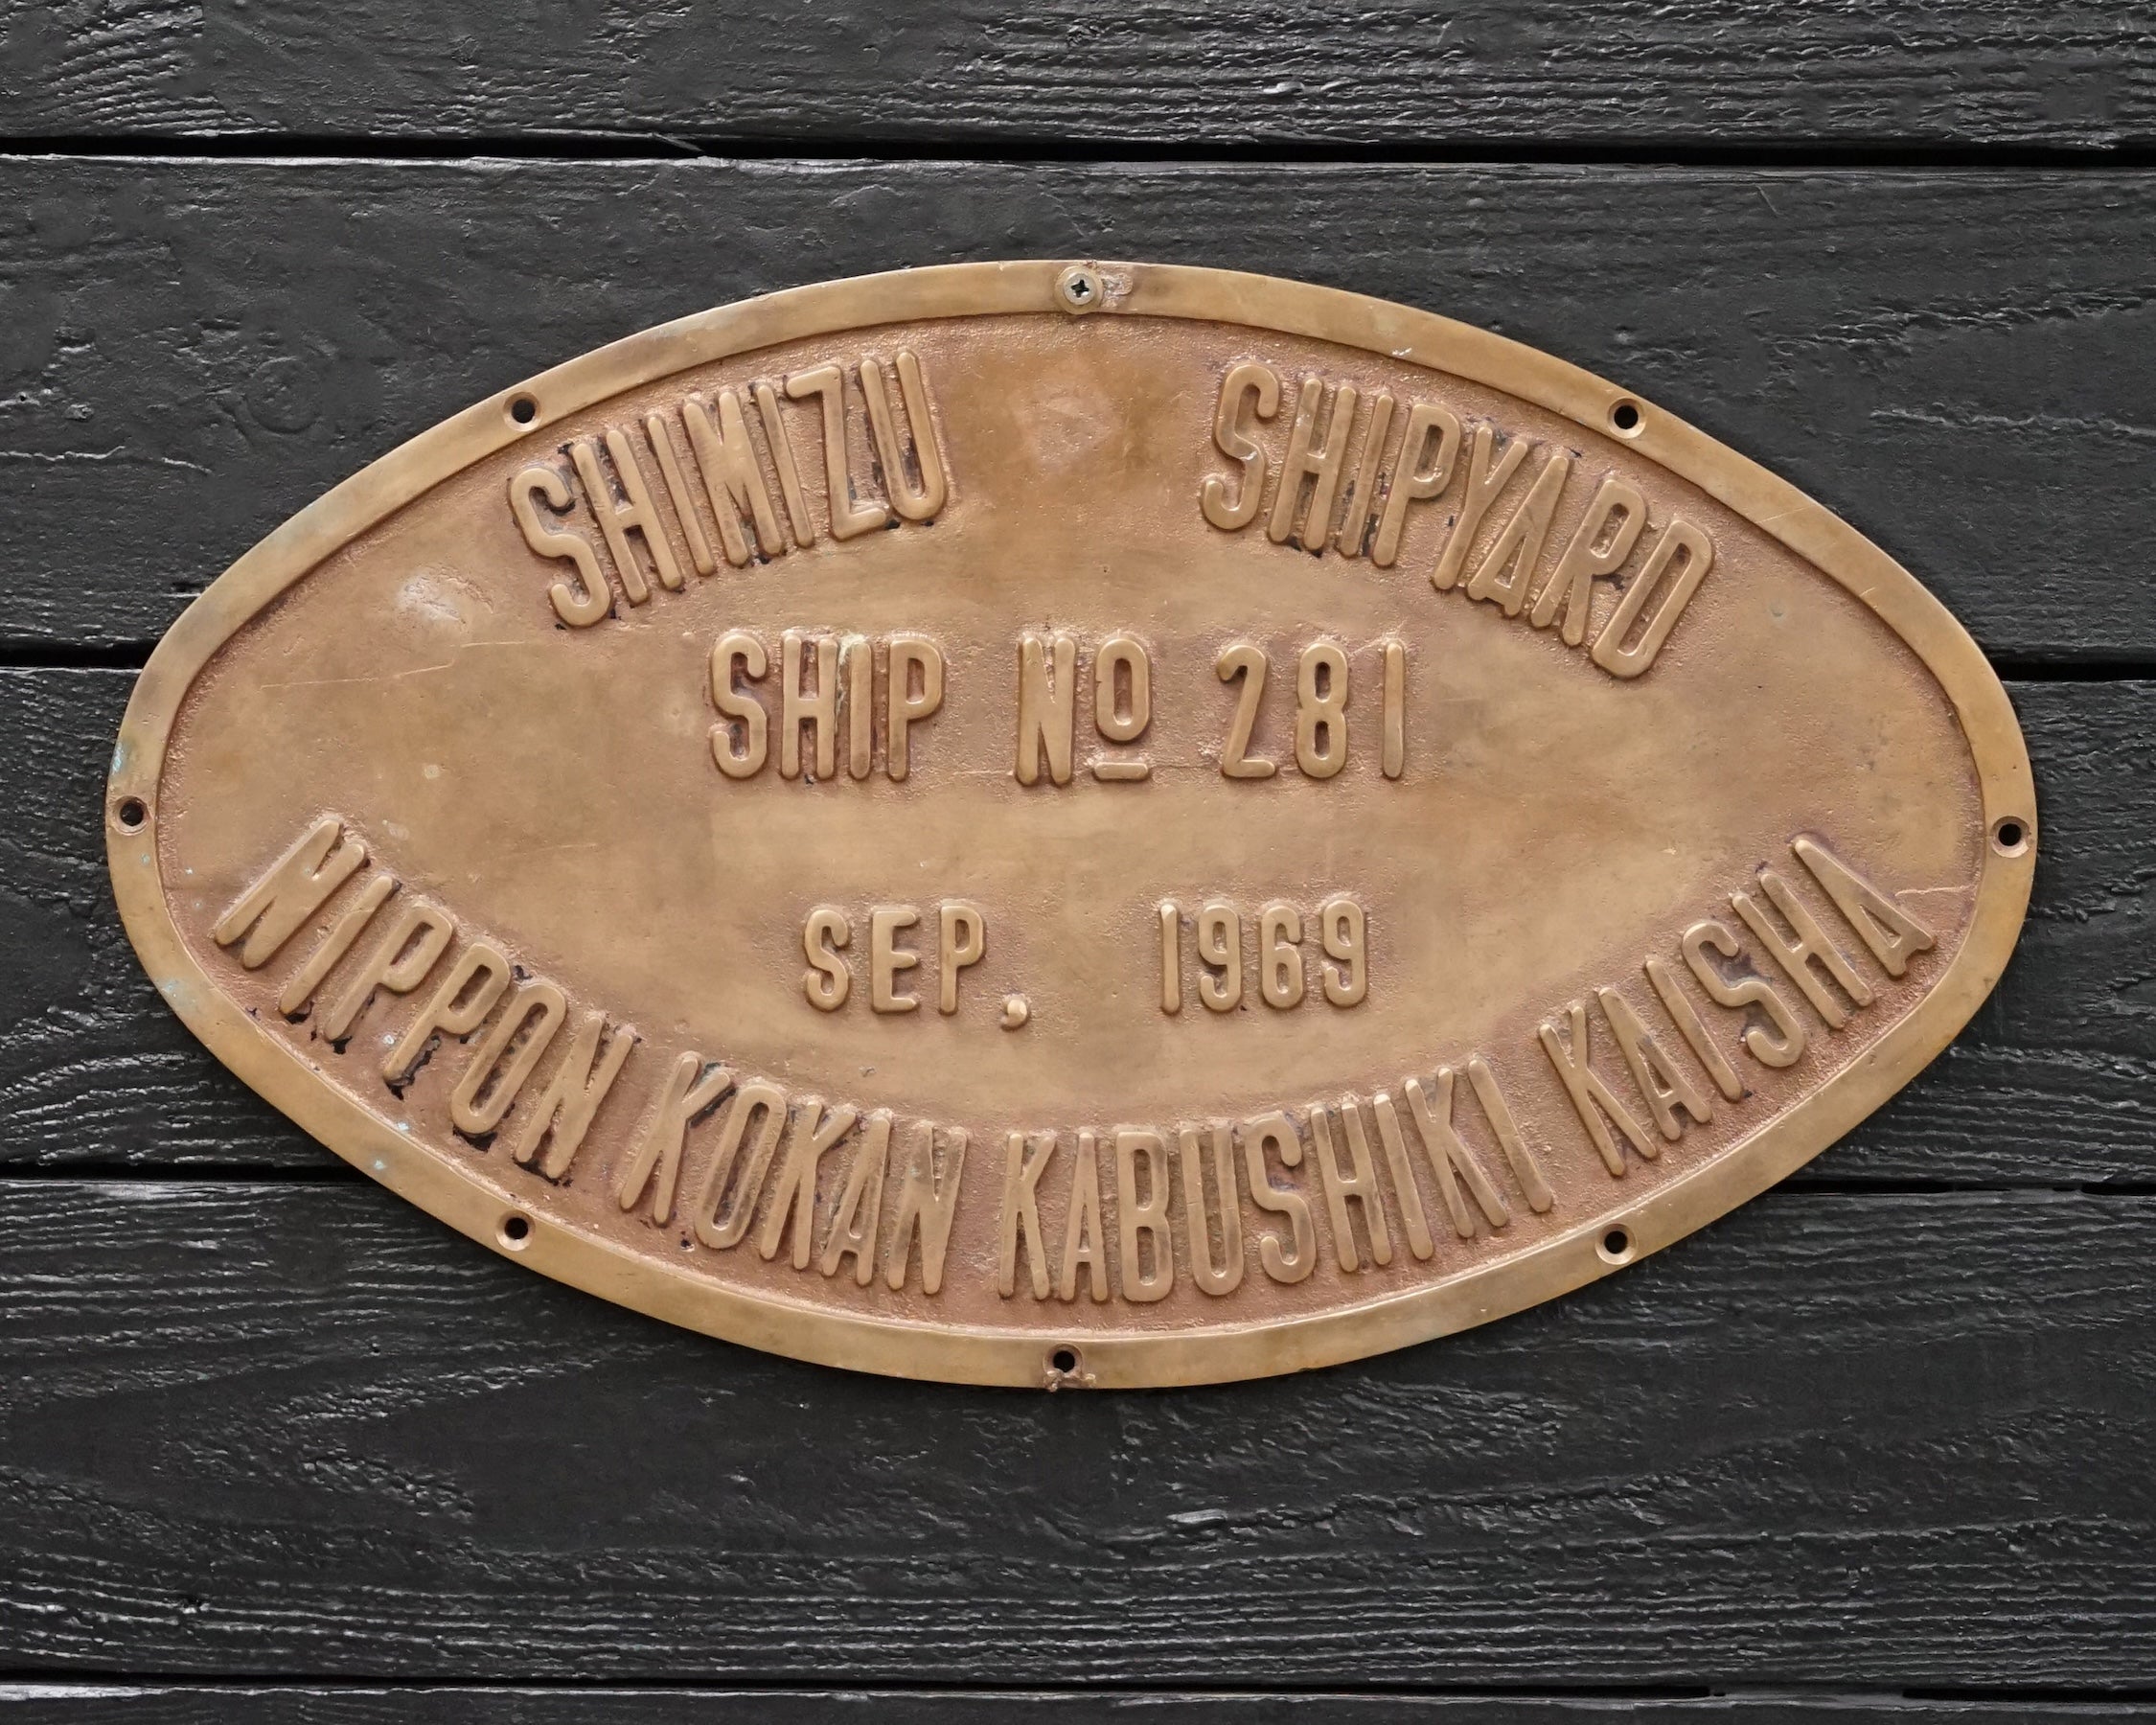 SHIMIZU SHIPYARD
SHIP No 281
SEP, 1969
NIPPON KOKAN KABUSHIKI KAISHA